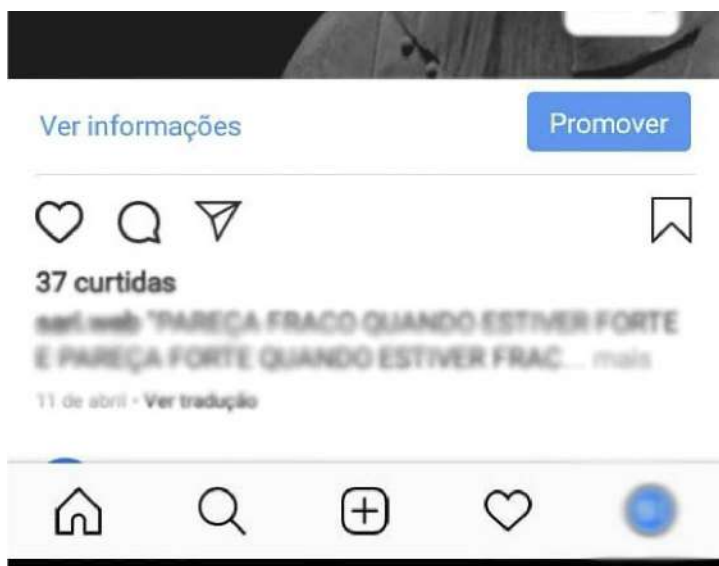 Ver informações
Promover
37 curtidas
"PAREÇA FRACO QUANDO ESTIVER FORTE
E PAREÇA FORTE QUANDO ESTIVER FRAC... mais
11 de abril • Ver tradução